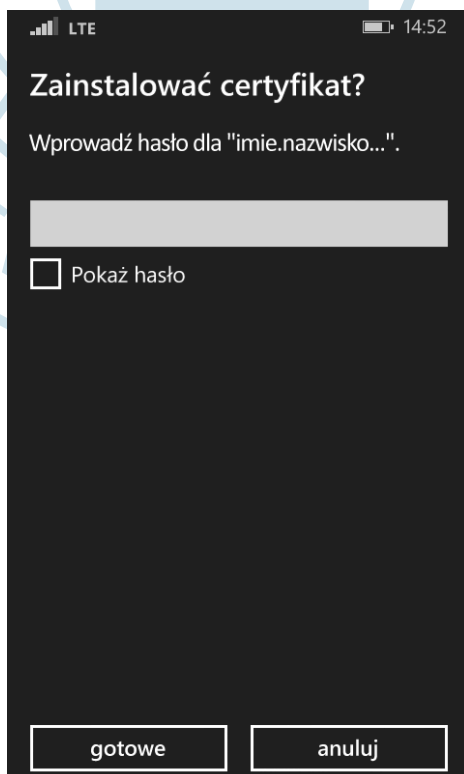 LTE 14:52
Zainstalować certyfikat?
Wprowadź hasło dla "imie.nazwisko...".
Pokaż hasło
gotowe anuluj